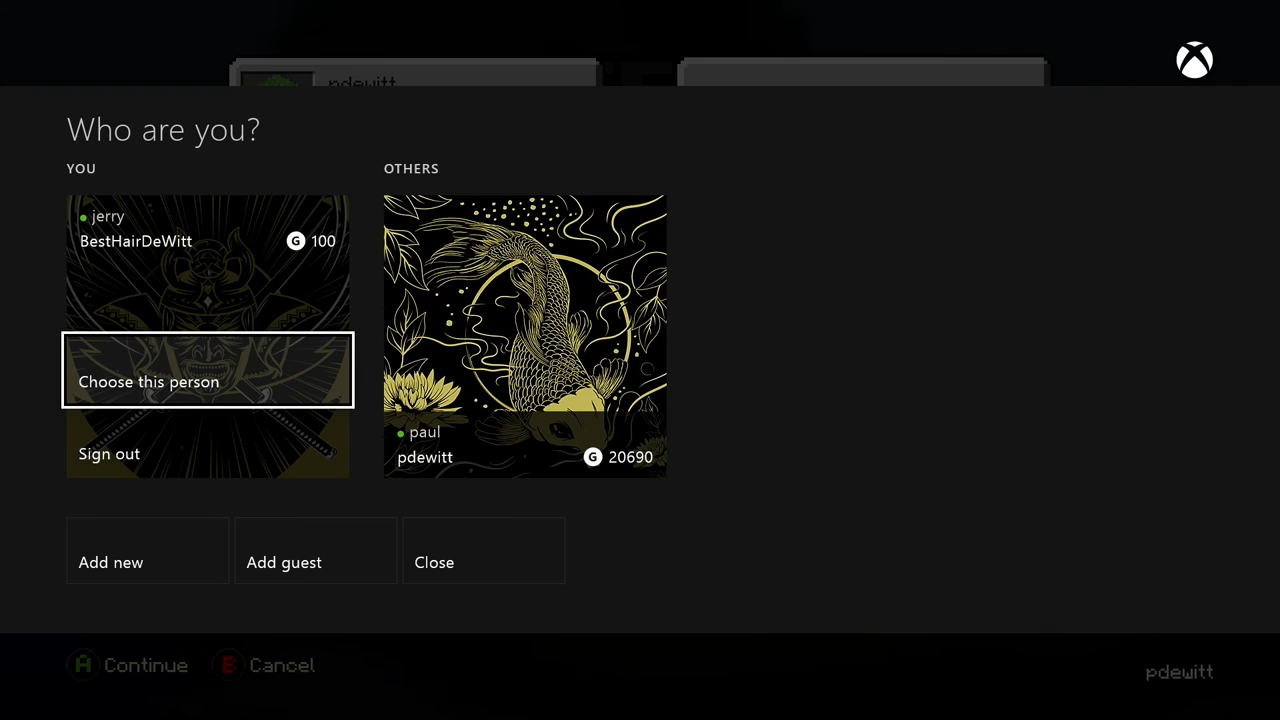 pdewitt
Who are you?
YOU
OTHERS
jerry
BestHairDeWitt
G 100
Choose this person
Sign out
paul
pdewitt
G 20690
Add new
Add guest
Close
A Continue
B Cancel
pdewitt